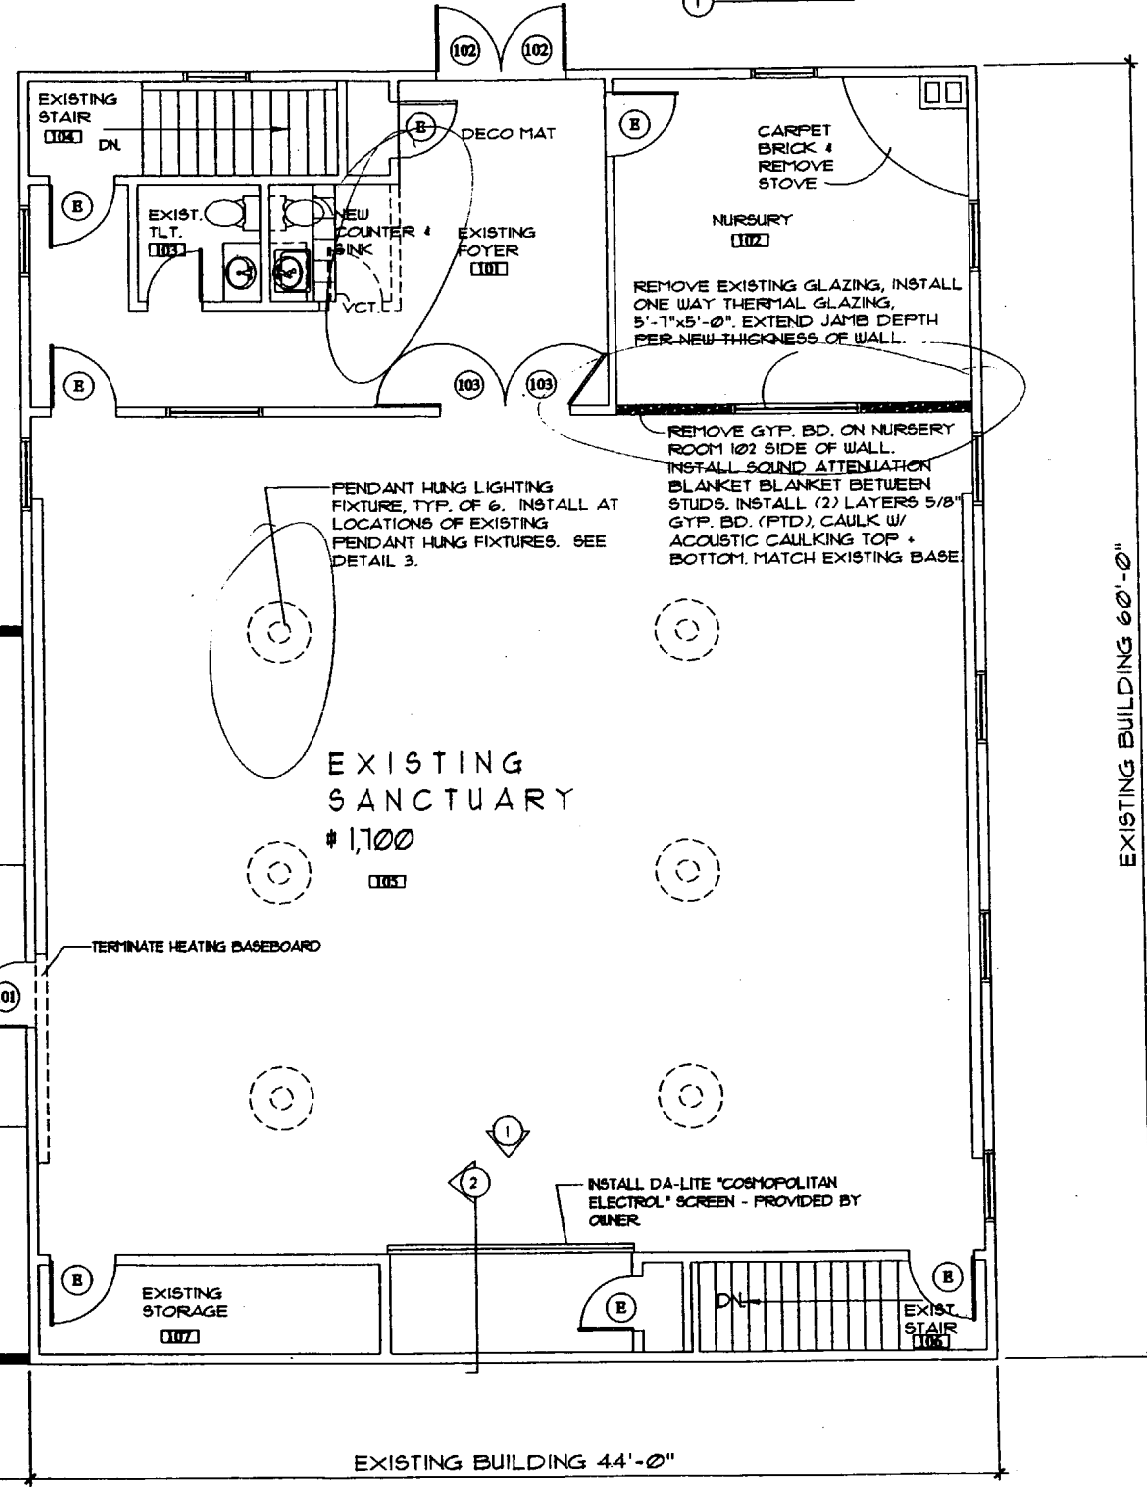 1
102
102
EXISTING
STAIR
104
DN.
E
DECO MAT
E
CARPET
BRICK &
REMOVE
STOVE
E
EXIST.
TLT.
103
NEW
COUNTER &
SINK
VCT.
EXISTING
FOYER
101
NURSURY
102
REMOVE EXISTING GLAZING, INSTALL
ONE WAY THERMAL GLAZING,
5'-1"x5'-0". EXTEND JAMB DEPTH
PER NEW THICKNESS OF WALL.
E
103
103
REMOVE GYP. BD. ON NURSERY
ROOM 102 SIDE OF WALL.
INSTALL SOUND ATTENUATION
BLANKET BLANKET BETWEEN
STUDS. INSTALL (2) LAYERS 5/8"
GYP. BD. (PTD), CAULK W/
ACOUSTIC CAULKING TOP +
BOTTOM. MATCH EXISTING BASE.
PENDANT HUNG LIGHTING
FIXTURE, TYP. OF 6. INSTALL AT
LOCATIONS OF EXISTING
PENDANT HUNG FIXTURES. SEE
DETAIL 3.
EXISTING BUILDING 60'-0"
EXISTING
SANCTUARY
# 1,700
105
TERMINATE HEATING BASEBOARD
01
1
2
INSTALL DA-LITE "COSMOPOLITAN
ELECTROL" SCREEN - PROVIDED BY
OWNER
E
EXISTING
STORAGE
107
E
DN.
E
EXIST.
STAIR
106
EXISTING BUILDING 44'-0"